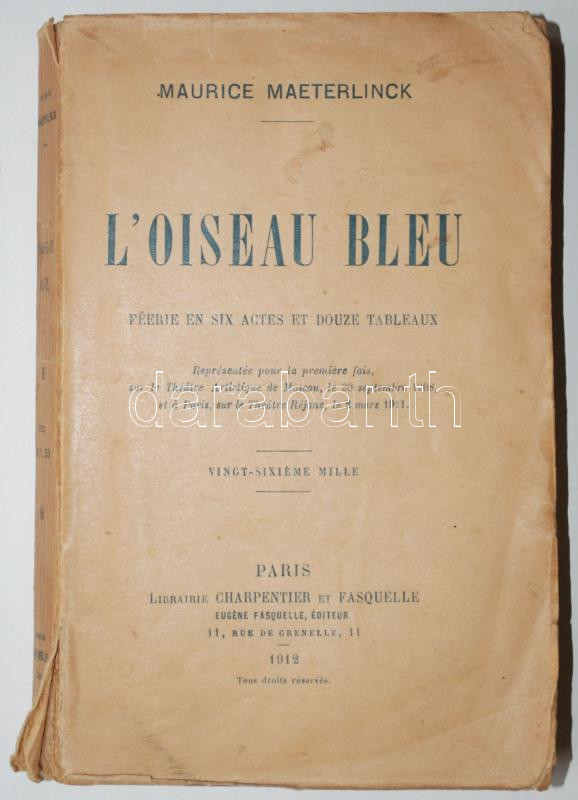 MAURICE MAETERLINCK
L'OISEAU BLEU
FÉERIE EN SIX ACTES ET DOUZE TABLEAUX
Représentée pour la première fois,
sur le Théâtre Artistique de Moscou, le 30 septembre 1908,
et à Paris, sur le Théâtre Réjane, le 2 mars 1911.
darabanth
VINGT-SIXIÈME MILLE
PARIS
LIBRAIRIE CHARPENTIER ET FASQUELLE
EUGÈNE FASQUELLE, ÉDITEUR
11, RUE DE GRENELLE, 11
1912
Tous droits réservés.